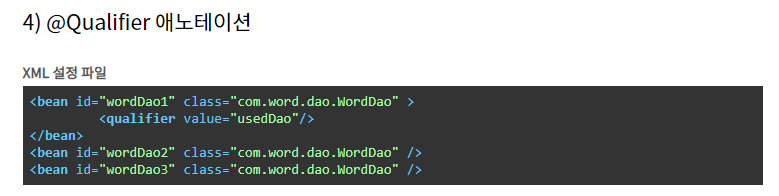 4) @Qualifier 애노테이션
XML 설정 파일
<bean id="wordDao1" class="com.word.dao.WordDao" >
<qualifier value="usedDao"/>
</bean>
<bean id="wordDao2" class="com.word.dao.WordDao" />
<bean id="wordDao3" class="com.word.dao.WordDao" />